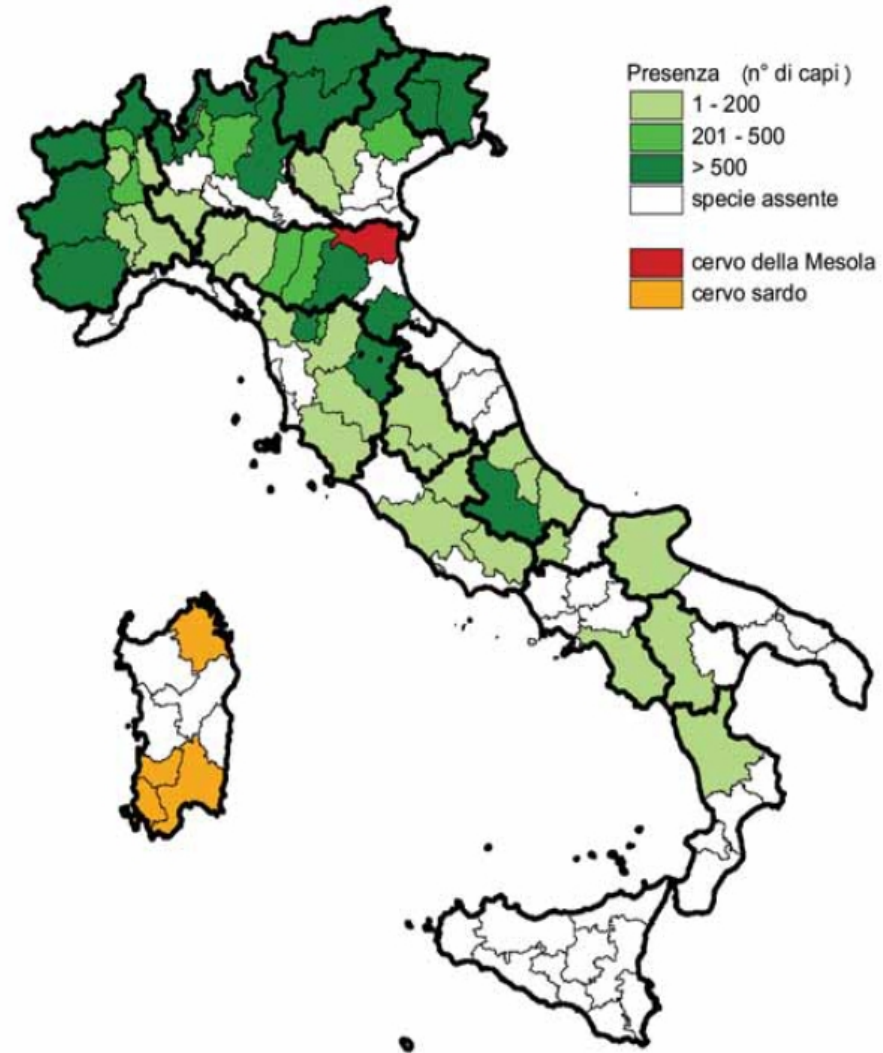 Presenza (n° di capi )
1 - 200
201 - 500
> 500
specie assente
cervo della Mesola
cervo sardo